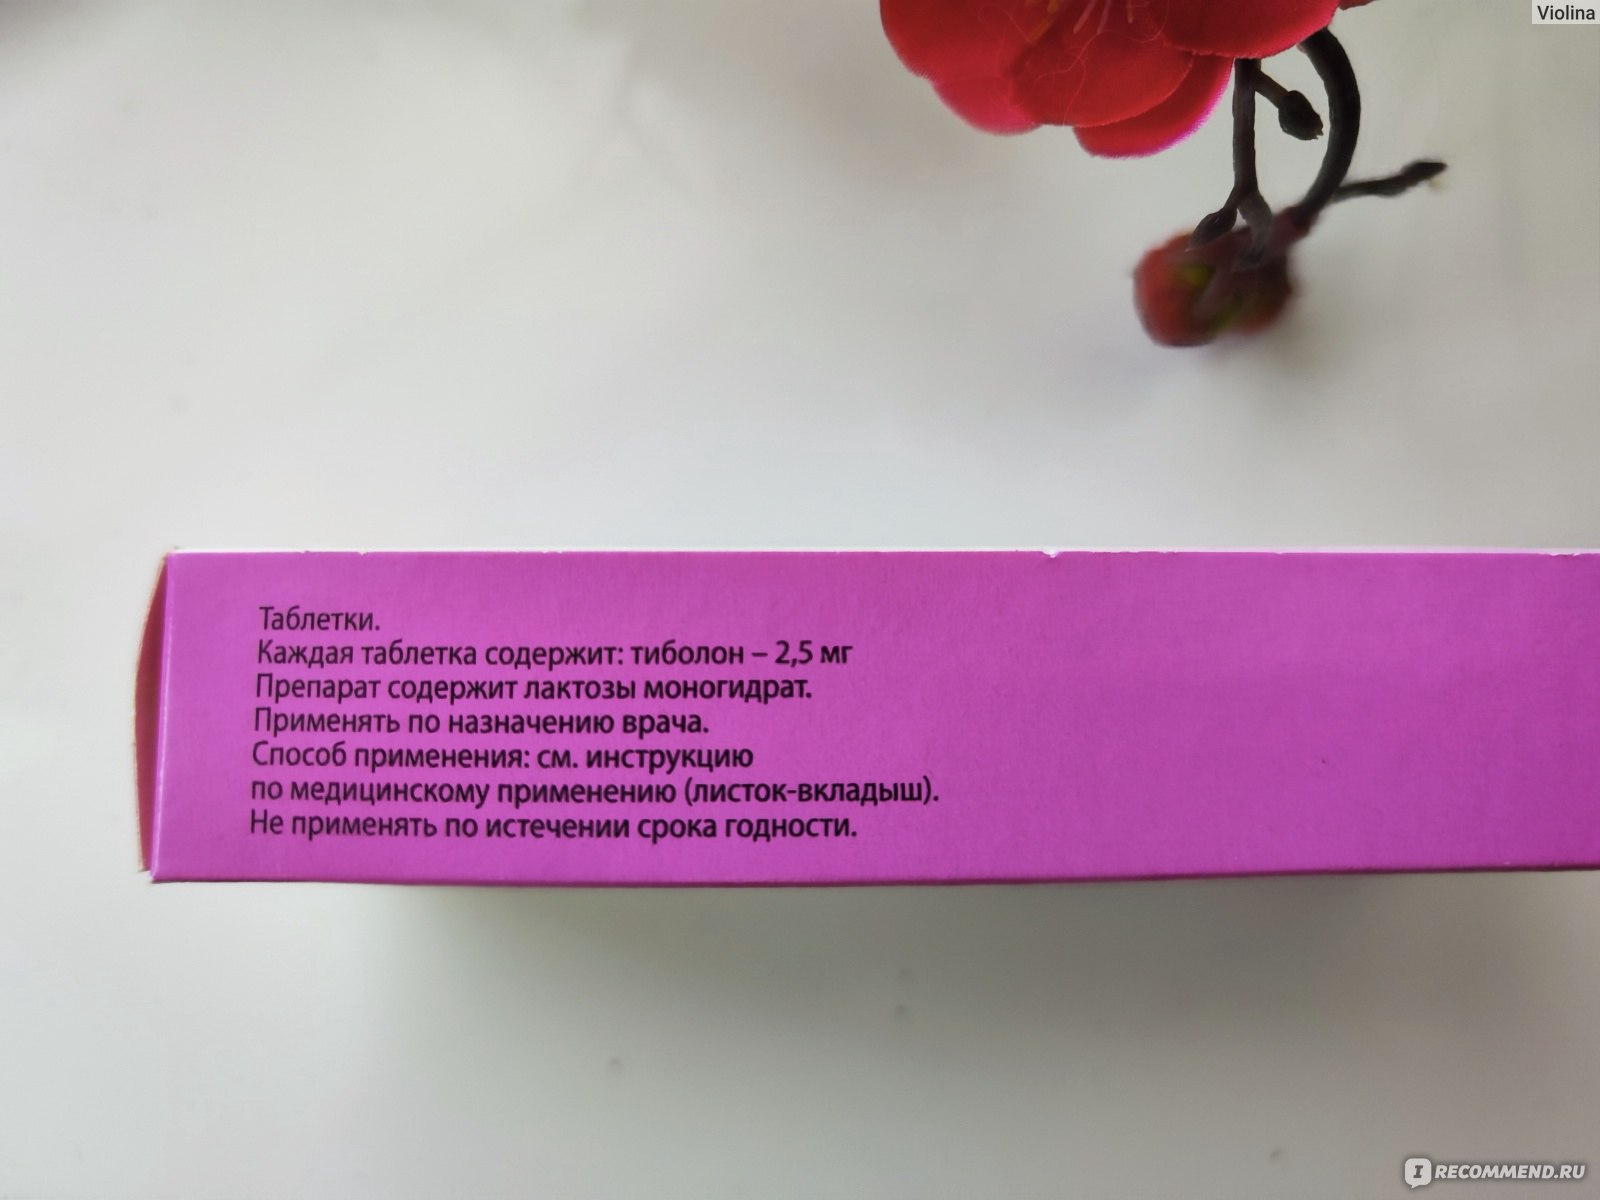 Violina
Таблетки.
Каждая таблетка содержит: тиболон – 2,5 мг
Препарат содержит лактозы моногидрат.
Применять по назначению врача.
Способ применения: см. инструкцию
по медицинскому применению (листок-вкладыш).
Не применять по истечении срока годности.
IRECOMMEND.RU